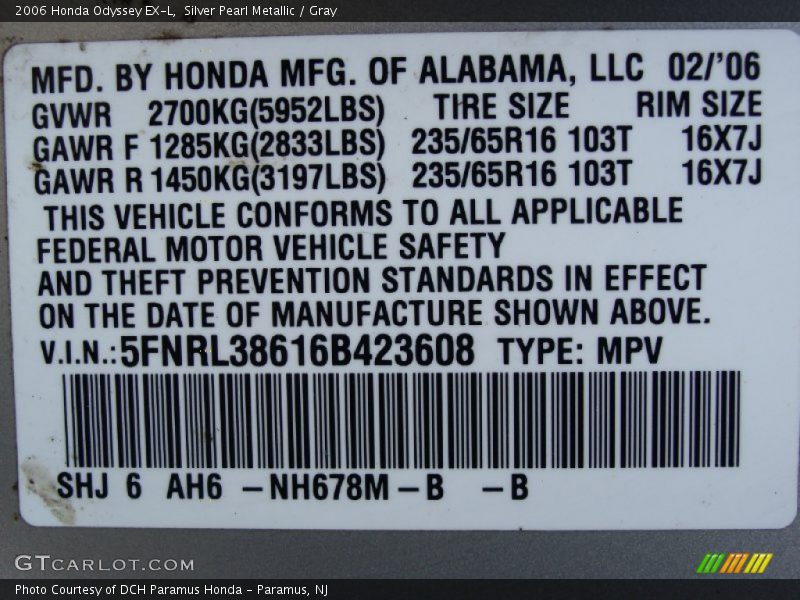 2006 Honda Odyssey EX-L,  Silver Pearl Metallic / Gray
MFD. BY HONDA MFG. OF ALABAMA, LLC 02/'06
GVWR 2700KG(5952LBS) TIRE SIZE RIM SIZE
GAWR F 1285KG(2833LBS) 235/65R16 103T 16X7J
GAWR R 1450KG(3197LBS) 235/65R16 103T 16X7J
THIS VEHICLE CONFORMS TO ALL APPLICABLE
FEDERAL MOTOR VEHICLE SAFETY
AND THEFT PREVENTION STANDARDS IN EFFECT
ON THE DATE OF MANUFACTURE SHOWN ABOVE.
V.I.N.:5FNRL38616B423608 TYPE: MPV
SHJ 6 AH6 -NH678M-B -B
GTCARLOT.COM
Photo Courtesy of DCH Paramus Honda - Paramus, NJ